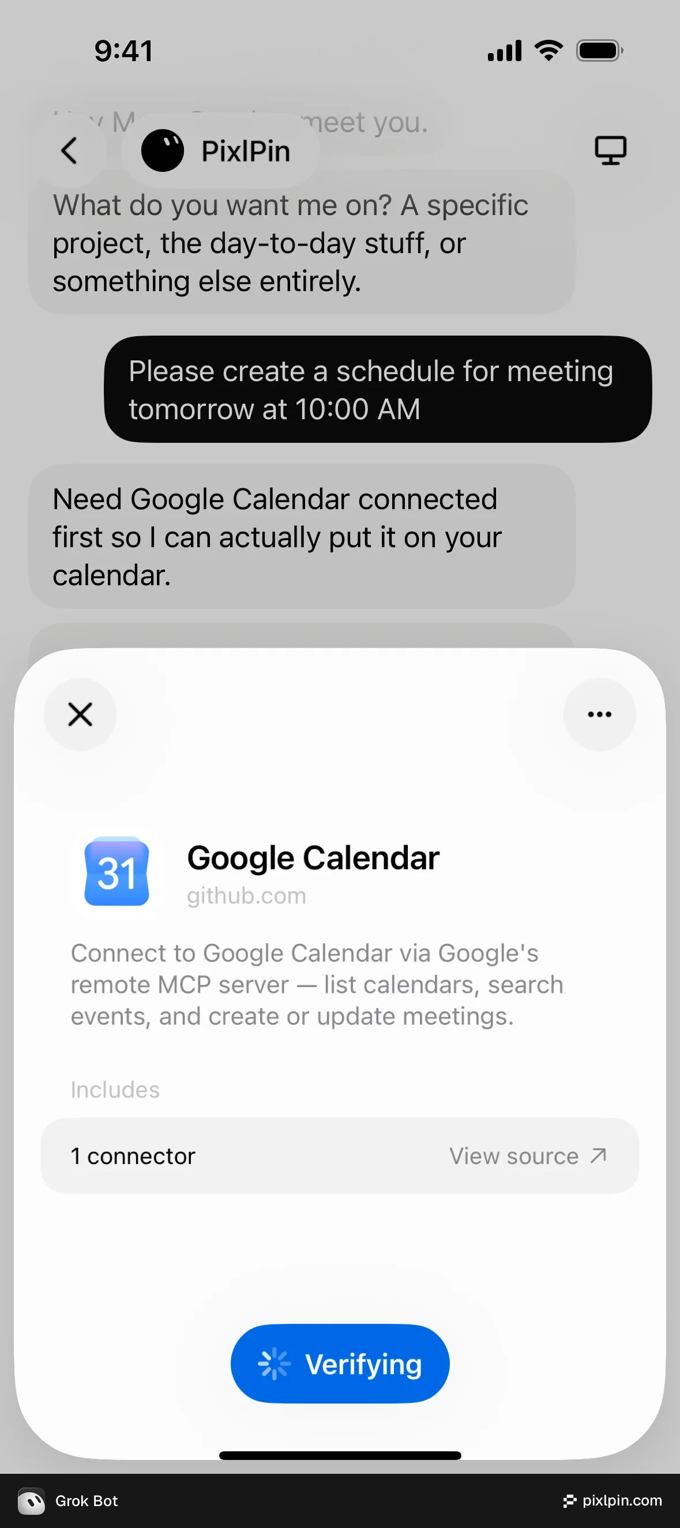 9:41
meet you.
PixlPin
What do you want me on? A specific
project, the day-to-day stuff, or
something else entirely.
Please create a schedule for meeting
tomorrow at 10:00 AM
Need Google Calendar connected
first so I can actually put it on your
calendar.
31
Google Calendar
github.com
Connect to Google Calendar via Google's
remote MCP server — list calendars, search
events, and create or update meetings.
Includes
1 connector
View source
Verifying
Grok Bot
pixlpin.com